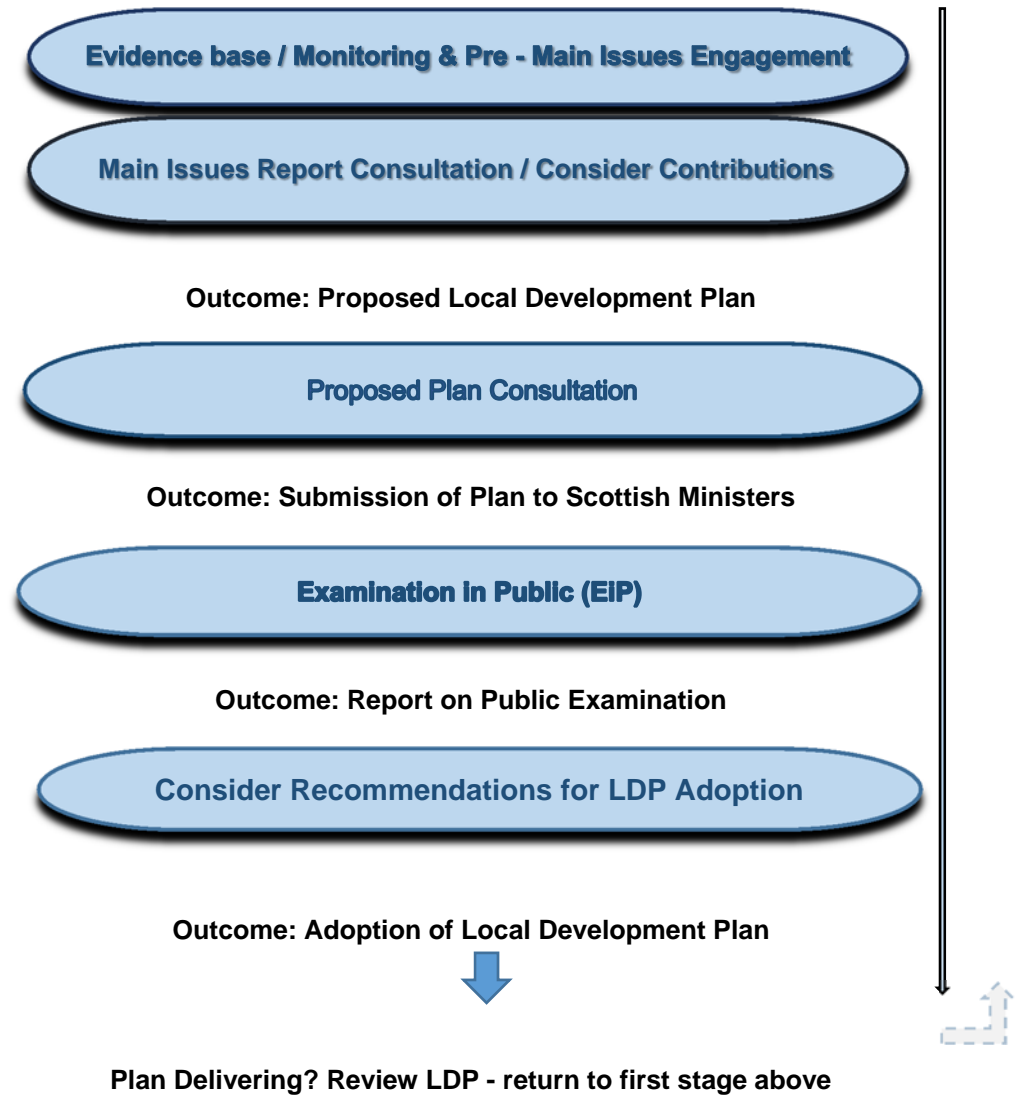 Evidence base / Monitoring & Pre - Main Issues Engagement
Main Issues Report Consultation / Consider Contributions
Outcome: Proposed Local Development Plan
Proposed Plan Consultation
Outcome: Submission of Plan to Scottish Ministers
Examination in Public (EiP)
Outcome: Report on Public Examination
Consider Recommendations for LDP Adoption
Outcome: Adoption of Local Development Plan
Plan Delivering? Review LDP - return to first stage above